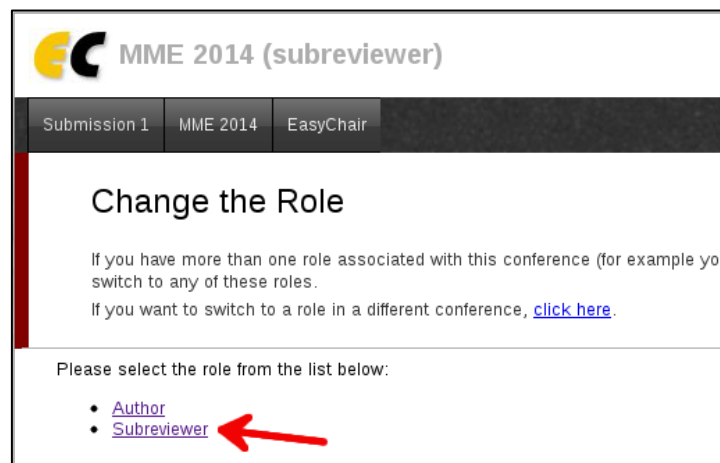 EC MME 2014 (subreviewer)
Submission 1 MME 2014 EasyChair
Change the Role
If you have more than one role associated with this conference (for example yo
switch to any of these roles.
If you want to switch to a role in a different conference, click here.
Please select the role from the list below:
• Author
• Subreviewer